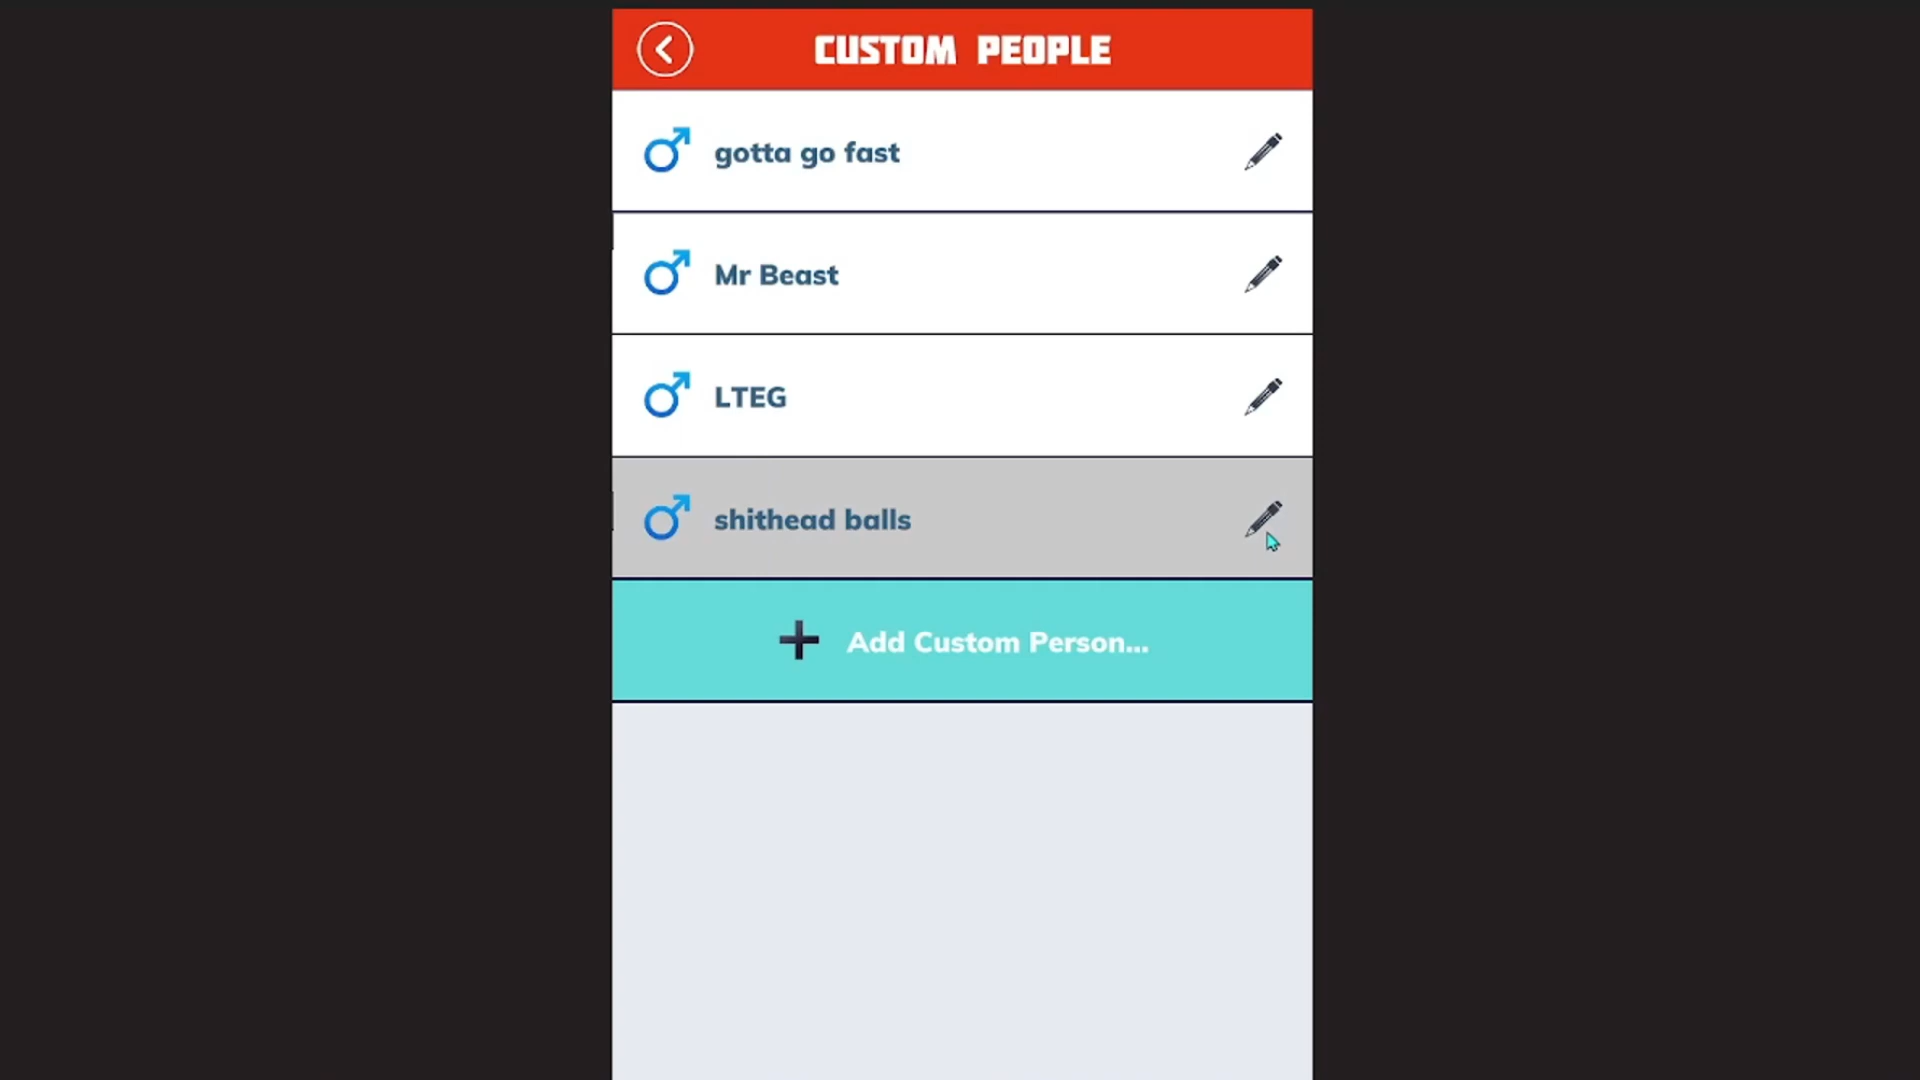 CUSTOM PEOPLE
gotta go fast
Mr Beast
LTEG
shithead balls
Add Custom Person...